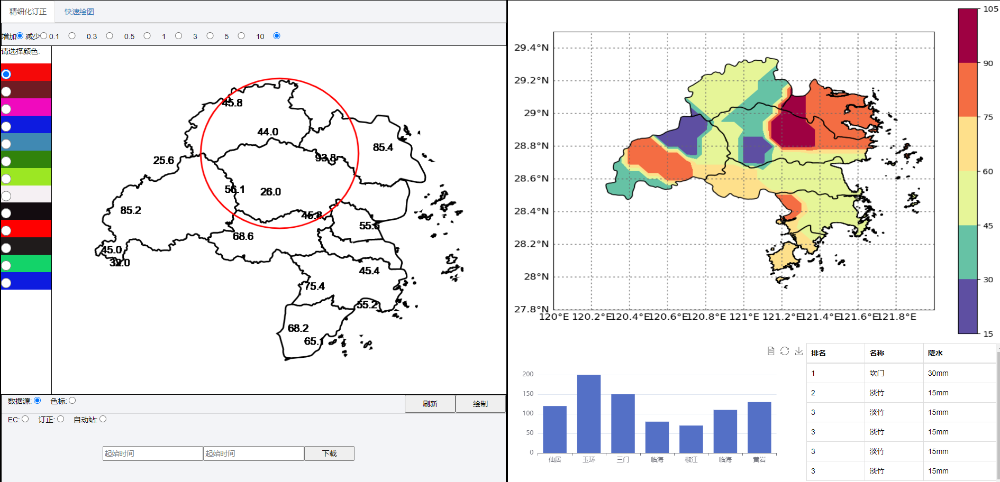 精细化订正 快速绘图
增加 减少 0.1 0.3 0.5 1 3 5 10
请选择颜色:
45.8
44.0
85.4
25.6
93.8
56.1
26.0
85.2
45.8
55.6
68.6
45.0
32.0
45.4
75.4
55.2
68.2
65.1
数据源: 色标: 刷新 绘制
EC: 订正: 自动站:
起始时间 起始时间 下载
29.4°N
29.2°N
29°N
28.8°N
28.6°N
28.4°N
28.2°N
28°N
27.8°N
120°E 120.2°E 120.4°E 120.6°E 120.8°E 121°E 121.2°E 121.4°E 121.6°E 121.8°E
105
90
75
60
45
30
15
200
150
100
50
0
仙居 玉环 三门 临海 椒江 临海 黄岩
排名 名称 降水
1 坎门 30mm
2 淡竹 15mm
3 淡竹 15mm
3 淡竹 15mm
3 淡竹 15mm
3 淡竹 15mm